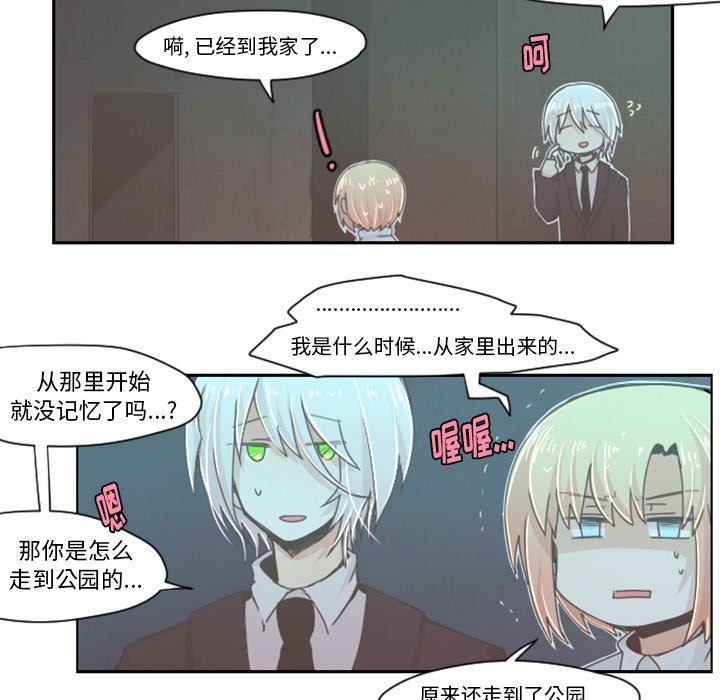 嗬, 已经到我家了...
呵
........................
我是什么时候...从家里出来的...
从那里开始
就没记忆了吗...?
喔喔...
嗯
那你是怎么
走到公园的...
原来还走到了公园